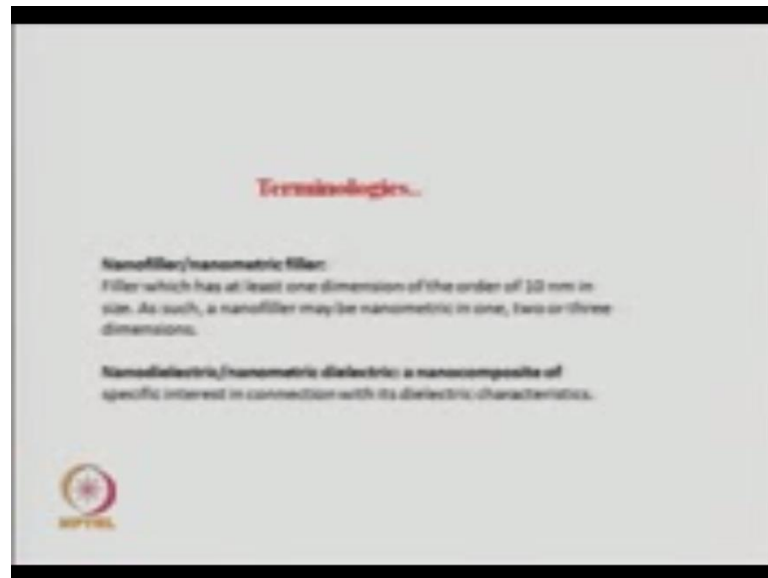 Terminologies..
Nanofiller/nanometric filler:
Filler which has at least one dimension of the order of 10 nm in
size. As such, a nanofiller may be nanometric in one, two or three
dimensions.
Nanodielectric/nanometric dielectric: a nanocomposite of
specific interest in connection with its dielectric characteristics.
NPTEL